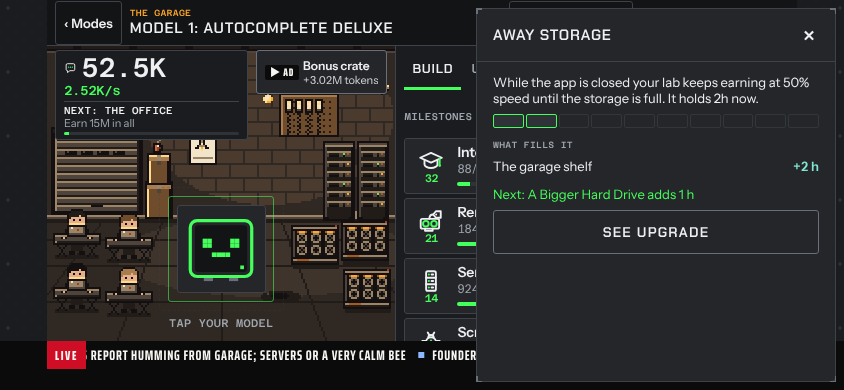 ‹ Modes
THE GARAGE
MODEL 1: AUTOCOMPLETE DELUXE
52.5K
2.52K/s
NEXT: THE OFFICE
Earn 15M in all
AD
Bonus crate
+3.02M tokens
TAP YOUR MODEL
BUILD
MILESTONES
32
88/
21
184
14
924
LIVE
REPORT HUMMING FROM GARAGE; SERVERS OR A VERY CALM BEE
FOUNDER
AWAY STORAGE
While the app is closed your lab keeps earning at 50%
speed until the storage is full. It holds 2h now.
WHAT FILLS IT
The garage shelf
+2 h
Next: A Bigger Hard Drive adds 1 h
SEE UPGRADE